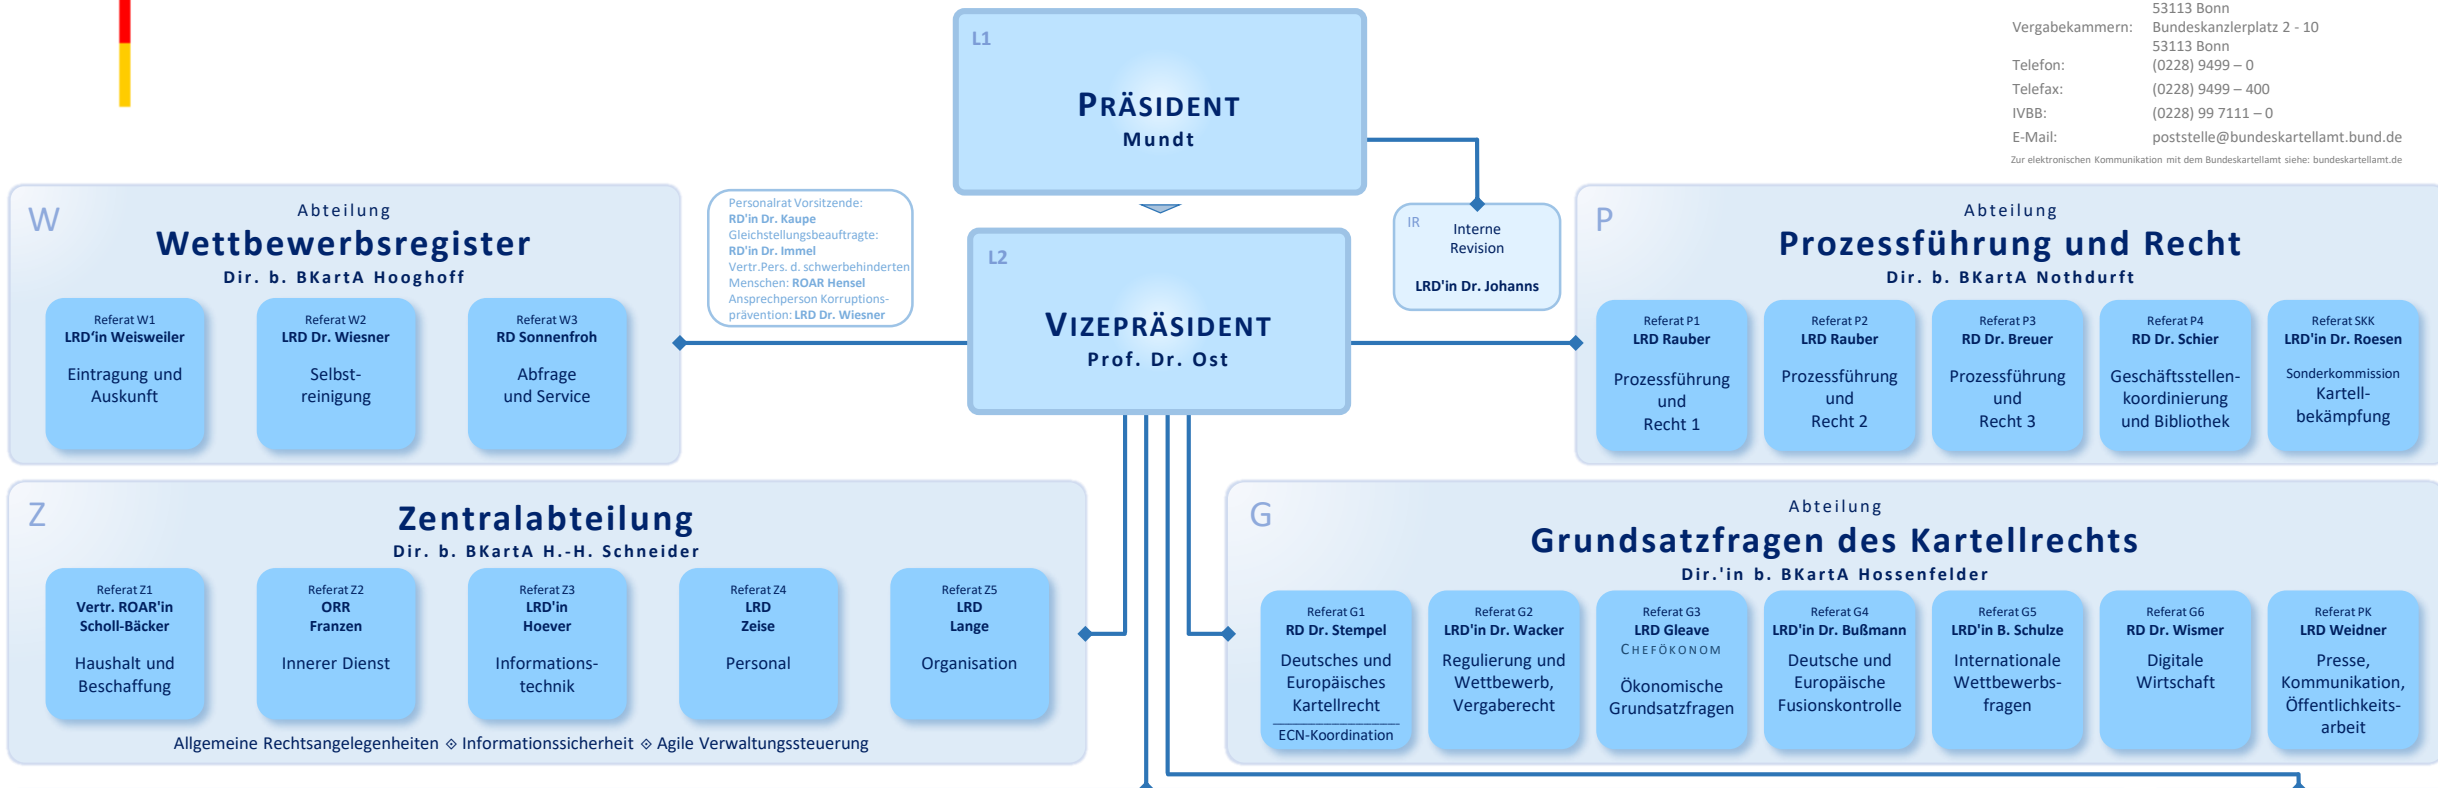 53113 Bonn
Vergabekammern: Bundeskanzlerplatz 2 - 10
53113 Bonn
Telefon: (0228) 9499 – 0
Telefax: (0228) 9499 – 400
IVBB: (0228) 99 7111 – 0
E-Mail: poststelle@bundeskartellamt.bund.de
Zur elektronischen Kommunikation mit dem Bundeskartellamt siehe: bundeskartellamt.de
L1
PRÄSIDENT
Mundt
L2
VIZEPRÄSIDENT
Prof. Dr. Ost
Personalrat Vorsitzende:
RD'in Dr. Kaupe
Gleichstellungsbeauftragte:
RD'in Dr. Immel
Vertr.Pers. d. schwerbehinderten
Menschen: ROAR Hensel
Ansprechperson Korruptions-
prävention: LRD Dr. Wiesner
IR
Interne
Revision
LRD'in Dr. Johanns
W
Abteilung
Wettbewerbsregister
Dir. b. BKartA Hooghoff
Referat W1
LRD‘in Weisweiler
Eintragung und
Auskunft
Referat W2
LRD Dr. Wiesner
Selbst-
reinigung
Referat W3
RD Sonnenfroh
Abfrage
und Service
P
Abteilung
Prozessführung und Recht
Dir. b. BKartA Nothdurft
Referat P1
LRD Rauber
Prozessführung
und
Recht 1
Referat P2
LRD Rauber
Prozessführung
und
Recht 2
Referat P3
RD Dr. Breuer
Prozessführung
und
Recht 3
Referat P4
RD Dr. Schier
Geschäftsstellen-
koordinierung
und Bibliothek
Referat SKK
LRD'in Dr. Roesen
Sonderkommission
Kartell-
bekämpfung
Z
Zentralabteilung
Dir. b. BKartA H.-H. Schneider
Referat Z1
Vertr. ROAR'in
Scholl-Bäcker
Haushalt und
Beschaffung
Referat Z2
ORR
Franzen
Innerer Dienst
Referat Z3
LRD'in
Hoever
Informations-
technik
Referat Z4
LRD
Zeise
Personal
Referat Z5
LRD
Lange
Organisation
Allgemeine Rechtsangelegenheiten ⟐ Informationssicherheit ⟐ Agile Verwaltungssteuerung
G
Abteilung
Grundsatzfragen des Kartellrechts
Dir.'in b. BKartA Hossenfelder
Referat G1
RD Dr. Stempel
Deutsches und
Europäisches
Kartellrecht
ECN-Koordination
Referat G2
LRD'in Dr. Wacker
Regulierung und
Wettbewerb,
Vergaberecht
Referat G3
LRD Gleave
CHEFÖKONOM
Ökonomische
Grundsatzfragen
Referat G4
LRD'in Dr. Bußmann
Deutsche und
Europäische
Fusionskontrolle
Referat G5
LRD'in B. Schulze
Internationale
Wettbewerbs-
fragen
Referat G6
RD Dr. Wismer
Digitale
Wirtschaft
Referat PK
LRD Weidner
Presse,
Kommunikation,
Öffentlichkeits-
arbeit